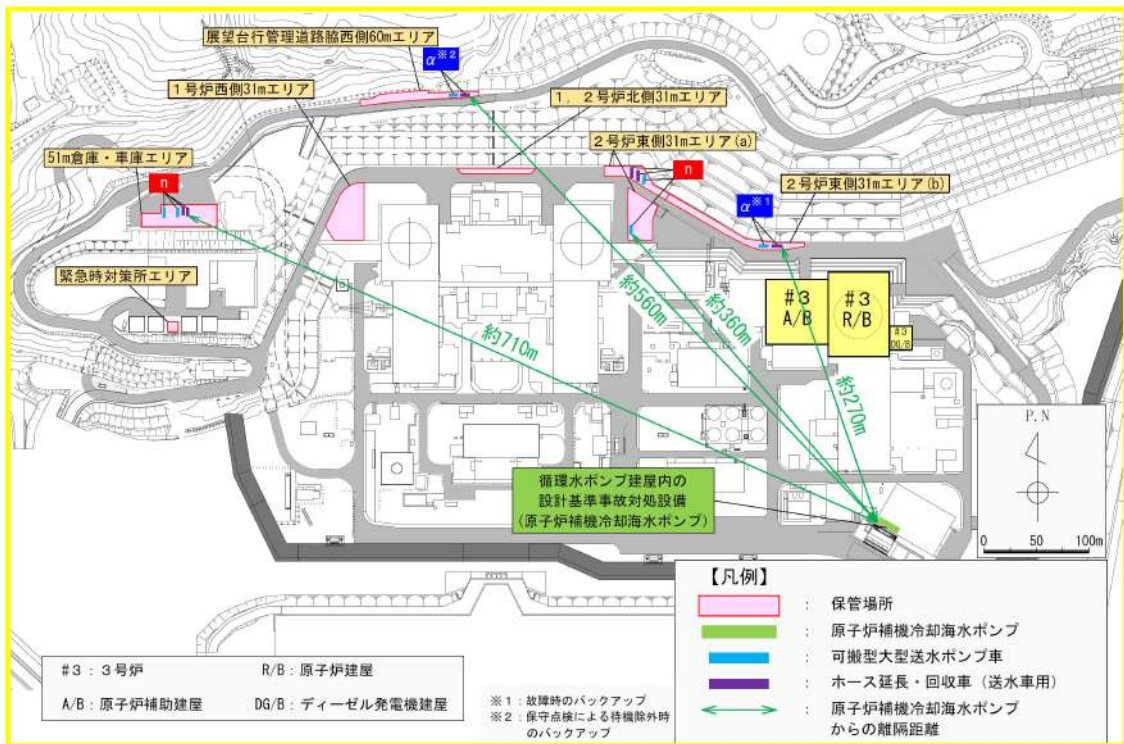 展望台行管理道路脇西側60mエリア
α※2
1号炉西側31mエリア
1，2号炉北側31mエリア
2号炉東側31mエリア(a)
51m倉庫・車庫エリア
n
n
2号炉東側31mエリア(b)
α※1
緊急時対策所エリア
#3
A/B
#3
R/B
#3
DG/B
約560m
約360m
約710m
約270m
P.N
循環水ポンプ建屋内の
設計基準事故対処設備
(原子炉補機冷却海水ポンプ)
0 50 100m
【凡例】
： 保管場所
： 原子炉補機冷却海水ポンプ
： 可搬型大型送水ポンプ車
： ホース延長・回収車（送水車用）
： 原子炉補機冷却海水ポンプ
からの離隔距離
#3：3号炉 R/B：原子炉建屋
A/B：原子炉補助建屋 DG/B：ディーゼル発電機建屋
※1：故障時のバックアップ
※2：保守点検による待機除外時
のバックアップ